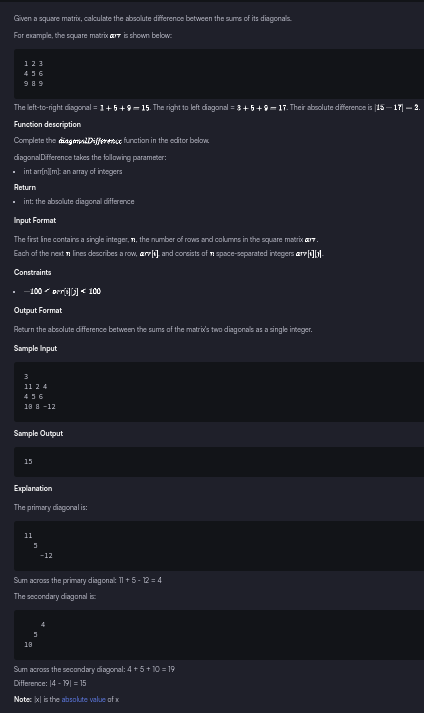 Given a square matrix, calculate the absolute difference between the sums of its diagonals.
For example, the square matrix arr is shown below:
1 2 3
4 5 6
9 8 9
The left-to-right diagonal = 1 + 5 + 9 = 15. The right to left diagonal = 3 + 5 + 9 = 17. Their absolute difference is |15 − 17| = 2.
Function description
Complete the diagonalDifference function in the editor below.
diagonalDifference takes the following parameter:
• int arr[n][m]: an array of integers
Return
• int: the absolute diagonal difference
Input Format
The first line contains a single integer, n, the number of rows and columns in the square matrix arr.
Each of the next n lines describes a row, arr[i], and consists of n space-separated integers arr[i][j].
Constraints
• −100 ≤ arr[i][j] ≤ 100
Output Format
Return the absolute difference between the sums of the matrix's two diagonals as a single integer.
Sample Input
3
11 2 4
4 5 6
10 8 -12
Sample Output
15
Explanation
The primary diagonal is:
11
5
-12
Sum across the primary diagonal: 11 + 5 - 12 = 4
The secondary diagonal is:
4
5
10
Sum across the secondary diagonal: 4 + 5 + 10 = 19
Difference: |4 - 19| = 15
Note: |x| is the absolute value of x